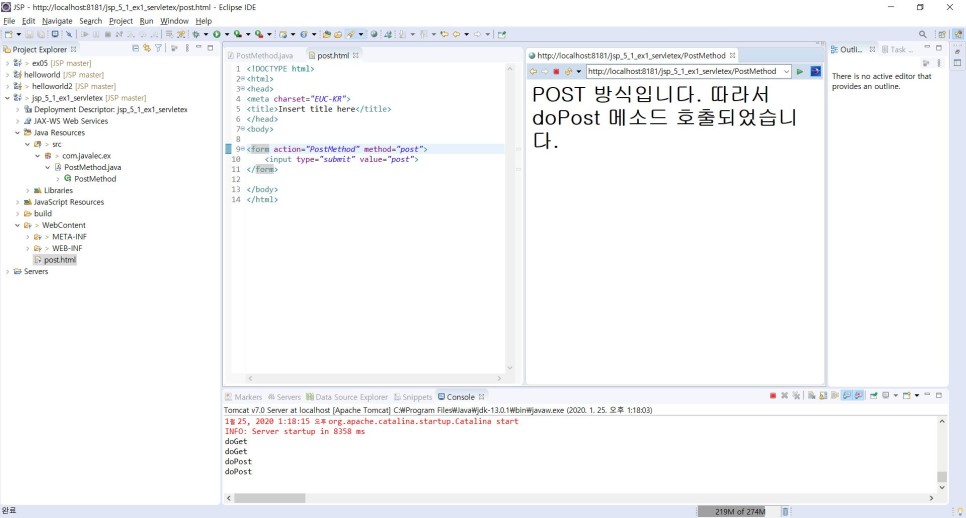 JSP - http://localhost:8181/jsp_5_1_ex1_servletex/post.html - Eclipse IDE
File Edit Navigate Search Project Run Window Help
Project Explorer
> ex05 [JSP master]
helloworld [JSP master]
> helloworld2 [JSP master]
> jsp_5_1_ex1_servletex [JSP master]
Deployment Descriptor: jsp_5_1_ex1_servletex
JAX-WS Web Services
Java Resources
> src
> com.javalec.ex
> PostMethod.java
PostMethod
Libraries
JavaScript Resources
build
> WebContent
> META-INF
> WEB-INF
post.html
Servers
PostMethod.java
post.html
1 <!DOCTYPE html>
2 <html>
3 <head>
4 <meta charset="EUC-KR">
5 <title>Insert title here</title>
6 </head>
7 <body>
8
9 <form action="PostMethod" method="post">
10 <input type="submit" value="post">
11 </form>
12
13 </body>
14 </html>
http://localhost:8181/jsp_5_1_ex1_servletex/PostMethod
http://localhost:8181/jsp_5_1_ex1_servletex/PostMethod
POST 방식입니다. 따라서
doPost 메소드 호출되었습니
다.
Outli...
Task ...
There is no active editor that
provides an outline.
Markers Servers Data Source Explorer Snippets Console
Tomcat v7.0 Server at localhost [Apache Tomcat] C:₩Program Files₩Java₩jdk-13.0.1₩bin₩javaw.exe (2020. 1. 25. 오후 1:18:03)
1월 25, 2020 1:18:15 오후 org.apache.catalina.startup.Catalina start
INFO: Server startup in 8358 ms
doGet
doGet
doPost
doPost
완료
219M of 274M